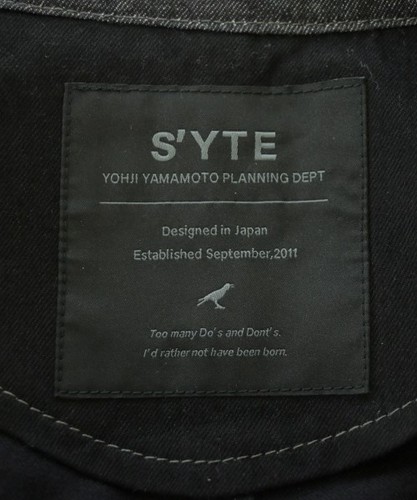 S'YTE
YOHJI YAMAMOTO PLANNING DEPT
Designed in Japan
Established September,2011
Too many Do's and Dont's.
I'd rather not have been born.